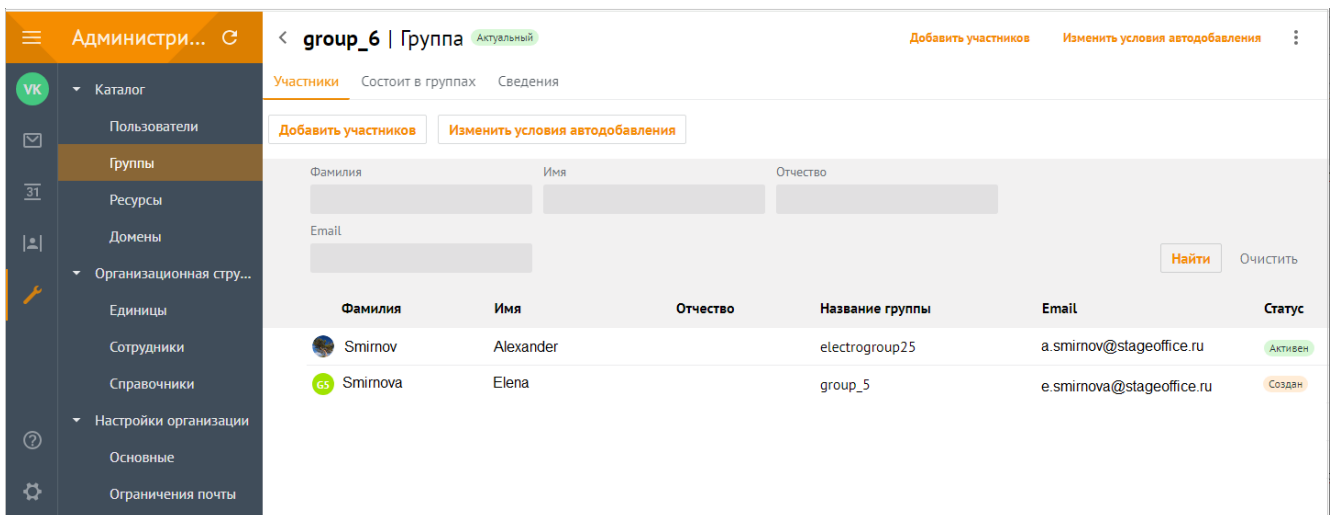 Администри...
group_6 | Группа Актуальный
Добавить участников Изменить условия автодобавления
VK
31
Каталог
Пользователи
Группы
Ресурсы
Домены
Организационная стру...
Единицы
Сотрудники
Справочники
Настройки организации
Основные
Ограничения почты
Участники Состоит в группах Сведения
Добавить участников Изменить условия автодобавления
Фамилия Имя Отчество
Email
Найти Очистить
Фамилия Имя Отчество Название группы Email Статус
Smirnov Alexander electrogroup25 a.smirnov@stageoffice.ru Активен
G5 Smirnova Elena group_5 e.smirnova@stageoffice.ru Создан